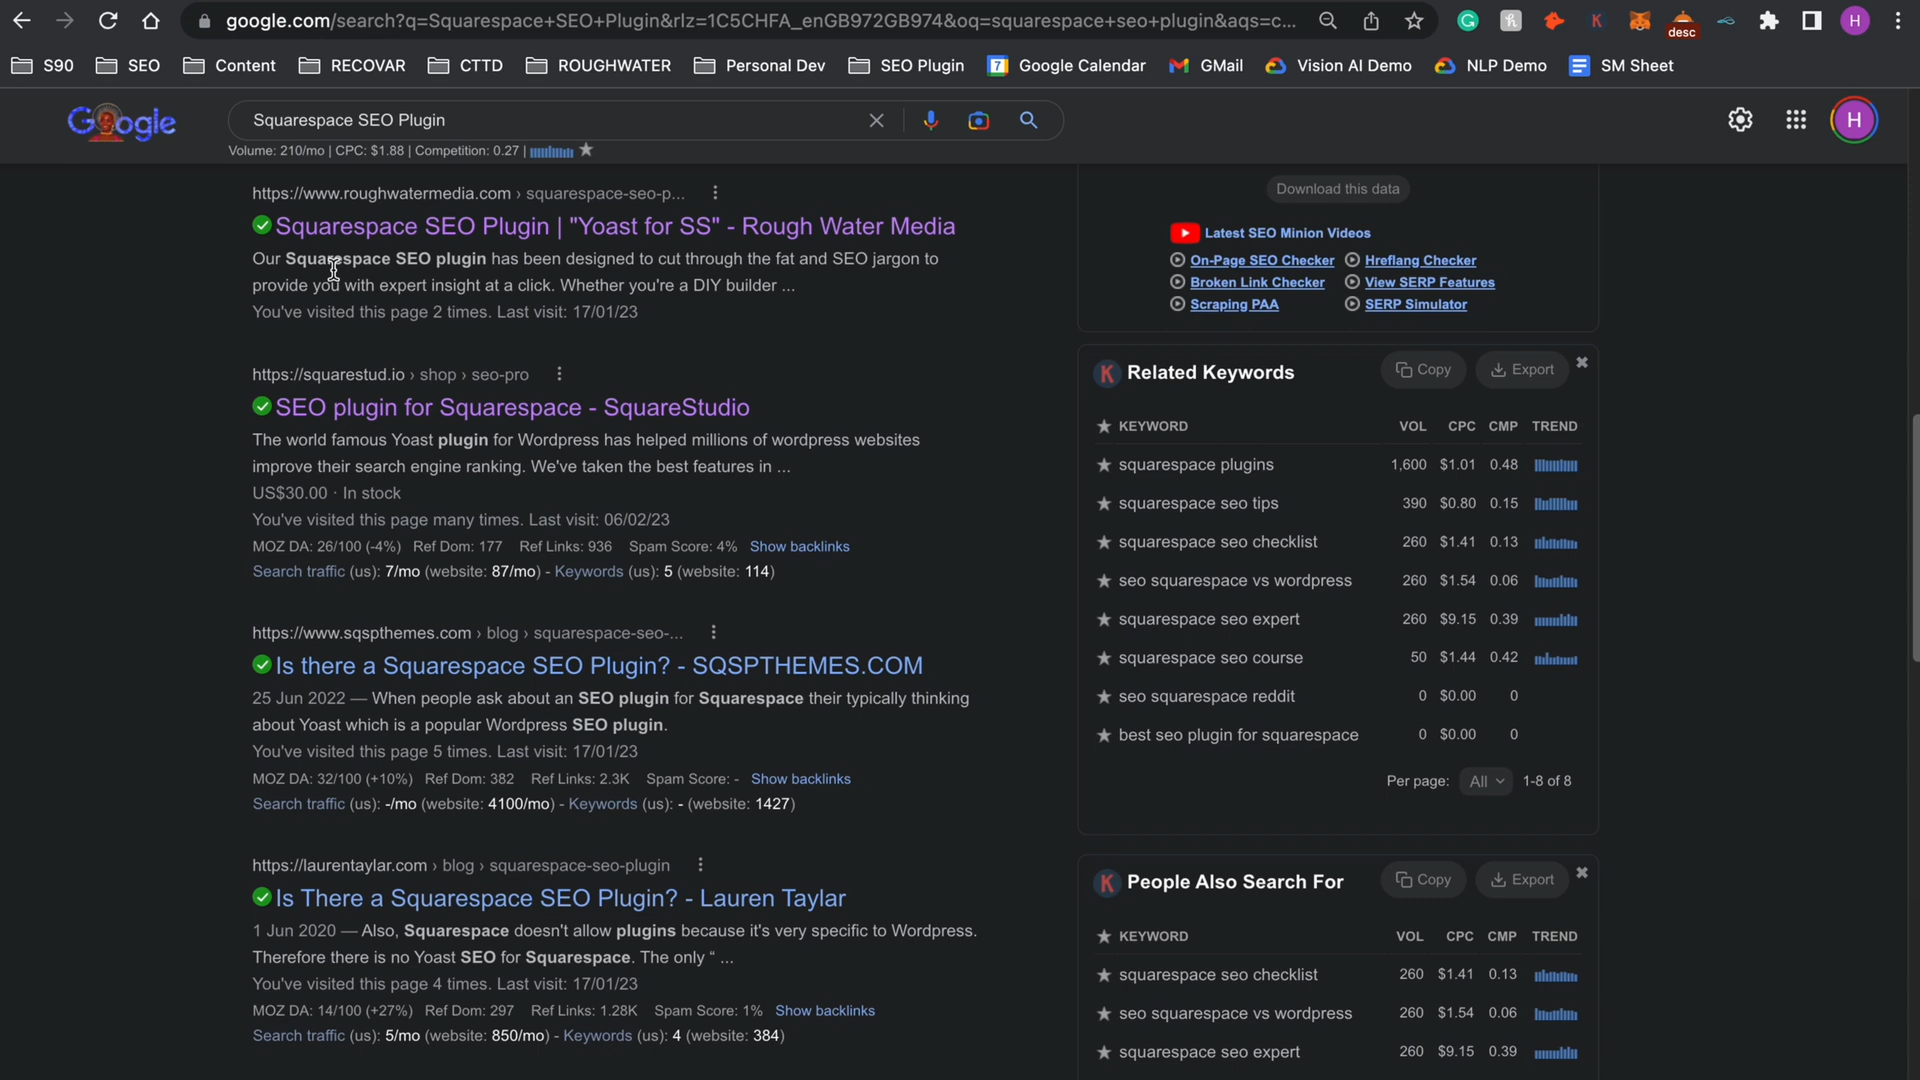 google.com/search?q=Squarespace+SEO+Plugin&rlz=1C5CHFA_enGB972GB974&oq=squarespace+seo+plugin&aqs=c...
desc
H
S90
SEO
Content
RECOVAR
CTTD
ROUGHWATER
Personal Dev
SEO Plugin
Google Calendar
GMail
Vision AI Demo
NLP Demo
SM Sheet
Google
Squarespace SEO Plugin
H
Volume: 210/mo | CPC: $1.88 | Competition: 0.27 |
https://www.roughwatermedia.com › squarespace-seo-p...
Squarespace SEO Plugin | "Yoast for SS" - Rough Water Media
Our Squarespace SEO plugin has been designed to cut through the fat and SEO jargon to
provide you with expert insight at a click. Whether you're a DIY builder ...
You've visited this page 2 times. Last visit: 17/01/23
https://squarestud.io › shop › seo-pro
SEO plugin for Squarespace - SquareStudio
The world famous Yoast plugin for Wordpress has helped millions of wordpress websites
improve their search engine ranking. We've taken the best features in ...
US$30.00 · In stock
You've visited this page many times. Last visit: 06/02/23
MOZ DA: 26/100 (-4%) Ref Dom: 177 Ref Links: 936 Spam Score: 4% Show backlinks
Search traffic (us): 7/mo (website: 87/mo) - Keywords (us): 5 (website: 114)
https://www.sqspthemes.com › blog › squarespace-seo-...
Is there a Squarespace SEO Plugin? - SQSPTHEMES.COM
25 Jun 2022 — When people ask about an SEO plugin for Squarespace their typically thinking
about Yoast which is a popular Wordpress SEO plugin.
You've visited this page 5 times. Last visit: 17/01/23
MOZ DA: 32/100 (+10%) Ref Dom: 382 Ref Links: 2.3K Spam Score: - Show backlinks
Search traffic (us): -/mo (website: 4100/mo) - Keywords (us): - (website: 1427)
https://laurentaylar.com › blog › squarespace-seo-plugin
Is There a Squarespace SEO Plugin? - Lauren Taylar
1 Jun 2020 — Also, Squarespace doesn't allow plugins because it's very specific to Wordpress.
Therefore there is no Yoast SEO for Squarespace. The only “ ...
You've visited this page 4 times. Last visit: 17/01/23
MOZ DA: 14/100 (+27%) Ref Dom: 297 Ref Links: 1.28K Spam Score: 1% Show backlinks
Search traffic (us): 5/mo (website: 850/mo) - Keywords (us): 4 (website: 384)
Download this data
Latest SEO Minion Videos
On-Page SEO Checker Hreflang Checker
Broken Link Checker View SERP Features
Scraping PAA SERP Simulator
Related Keywords Copy Export
KEYWORD VOL CPC CMP TREND
squarespace plugins 1,600 $1.01 0.48
squarespace seo tips 390 $0.80 0.15
squarespace seo checklist 260 $1.41 0.13
seo squarespace vs wordpress 260 $1.54 0.06
squarespace seo expert 260 $9.15 0.39
squarespace seo course 50 $1.44 0.42
seo squarespace reddit 0 $0.00 0
best seo plugin for squarespace 0 $0.00 0
Per page: All 1-8 of 8
People Also Search For Copy Export
KEYWORD VOL CPC CMP TREND
squarespace seo checklist 260 $1.41 0.13
seo squarespace vs wordpress 260 $1.54 0.06
squarespace seo expert 260 $9.15 0.39